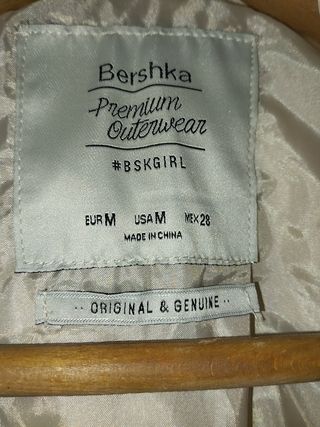 Bershka
Premium
Outerwear
#BSKGIRL
EUR M USA M MEX 28
MADE IN CHINA
·· ORIGINAL & GENUINE ··